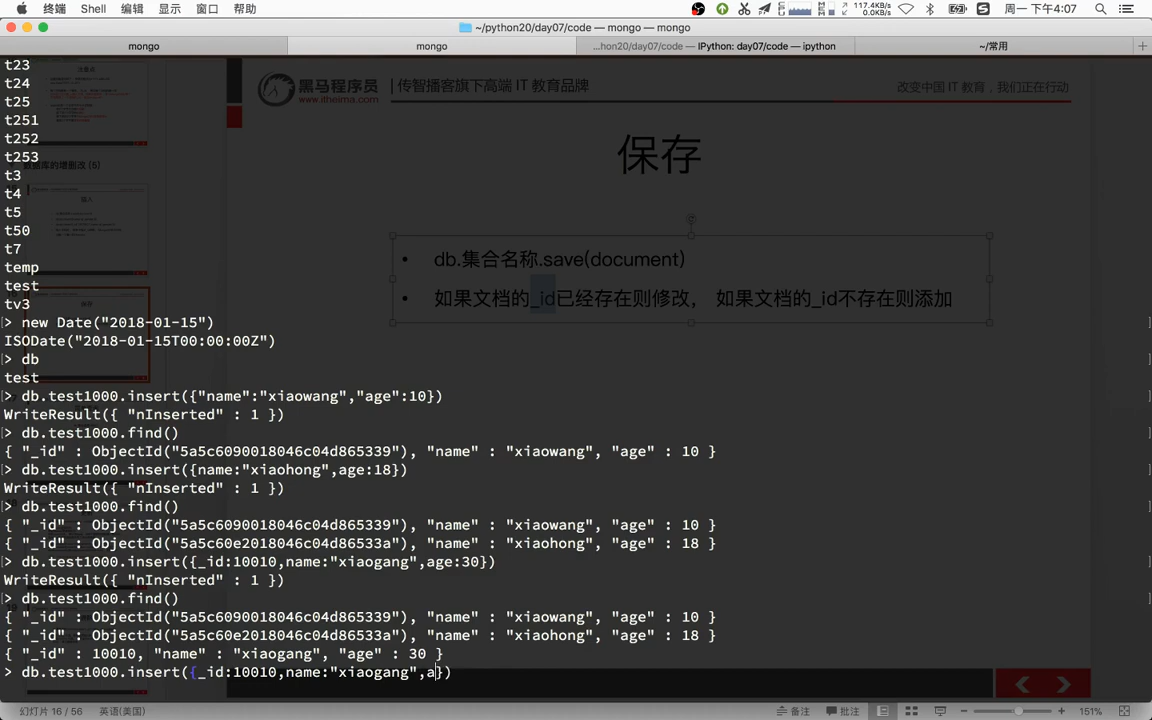 终端 Shell 编辑 显示 窗口 帮助 117.4KB/s 0.0KB/s 周一 下午4:07
~/python20/day07/code — mongo — mongo
mongo mongo ...hon20/day07/code — IPython: day07/code — ipython ~/常用
t23
t24
t25
t251
t252
t253
t3
t4
t5
t50
t7
temp
test
tv3
黑马程序员 www.itheima.com 传智播客旗下高端 IT 教育品牌 改变中国 IT 教育，我们正在行动
保存
• db.集合名称.save(document)
• 如果文档的_id已经存在则修改， 如果文档的_id不存在则添加
数据库的增删改 (5)
> new Date("2018-01-15")
ISODate("2018-01-15T00:00:00Z")
> db
test
> db.test1000.insert({"name":"xiaowang","age":10})
WriteResult({ "nInserted" : 1 })
> db.test1000.find()
{ "_id" : ObjectId("5a5c6090018046c04d865339"), "name" : "xiaowang", "age" : 10 }
> db.test1000.insert({name:"xiaohong",age:18})
WriteResult({ "nInserted" : 1 })
> db.test1000.find()
{ "_id" : ObjectId("5a5c6090018046c04d865339"), "name" : "xiaowang", "age" : 10 }
{ "_id" : ObjectId("5a5c60e2018046c04d86533a"), "name" : "xiaohong", "age" : 18 }
> db.test1000.insert({_id:10010,name:"xiaogang",age:30})
WriteResult({ "nInserted" : 1 })
> db.test1000.find()
{ "_id" : ObjectId("5a5c6090018046c04d865339"), "name" : "xiaowang", "age" : 10 }
{ "_id" : ObjectId("5a5c60e2018046c04d86533a"), "name" : "xiaohong", "age" : 18 }
{ "_id" : 10010, "name" : "xiaogang", "age" : 30 }
> db.test1000.insert({_id:10010,name:"xiaogang",a})
幻灯片 16 / 56 英语(美国) 备注 批注 151%